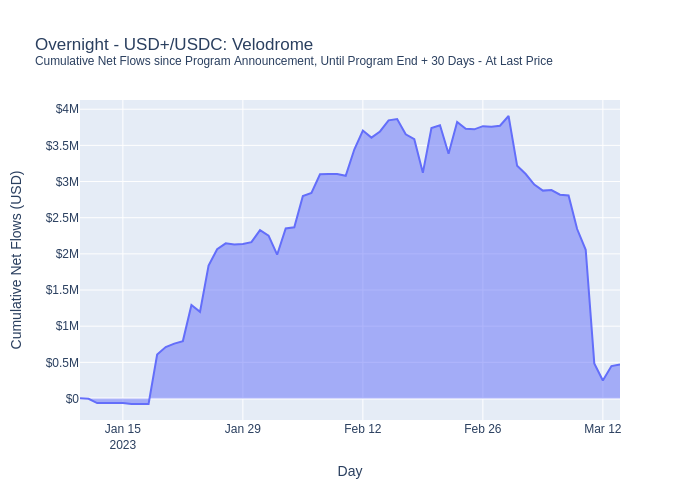 Overnight - USD+/USDC: Velodrome
Cumulative Net Flows since Program Announcement, Until Program End + 30 Days - At Last Price
Cumulative Net Flows (USD)
$4M
$3.5M
$3M
$2.5M
$2M
$1.5M
$1M
$0.5M
$0
Jan 15 Jan 29 Feb 12 Feb 26 Mar 12
2023
Day